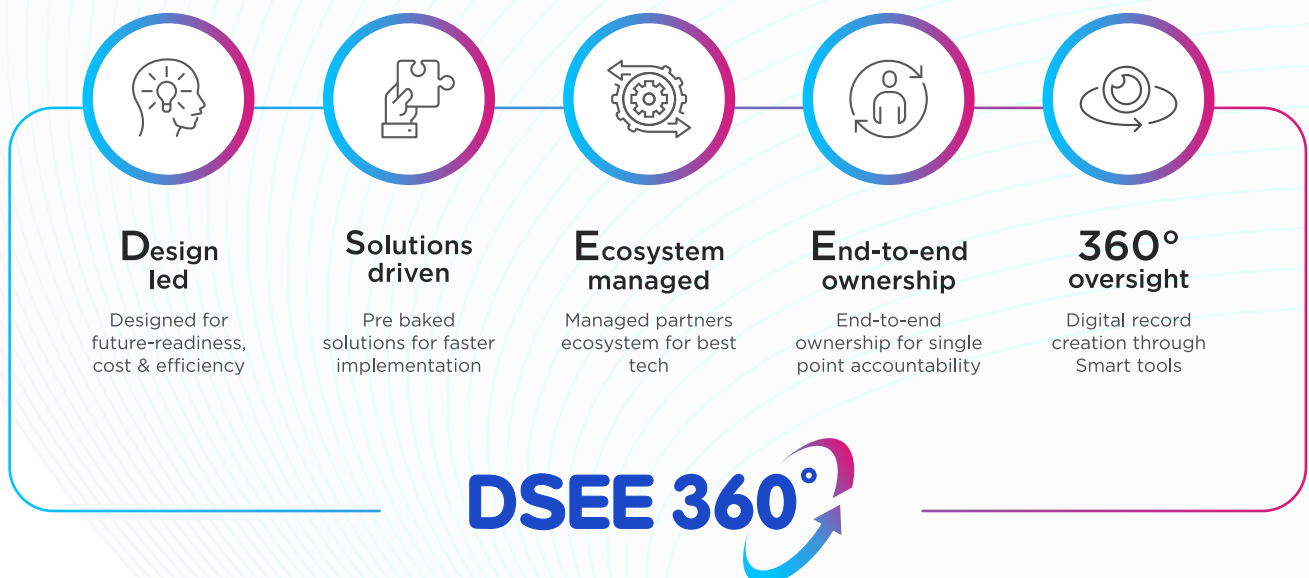 Design
led
Designed for
future-readiness,
cost & efficiency
Solutions
driven
Pre baked
solutions for faster
implementation
Ecosystem
managed
Managed partners
ecosystem for best
tech
End-to-end
ownership
End-to-end
ownership for single
point accountability
360°
oversight
Digital record
creation through
Smart tools
DSEE 360°